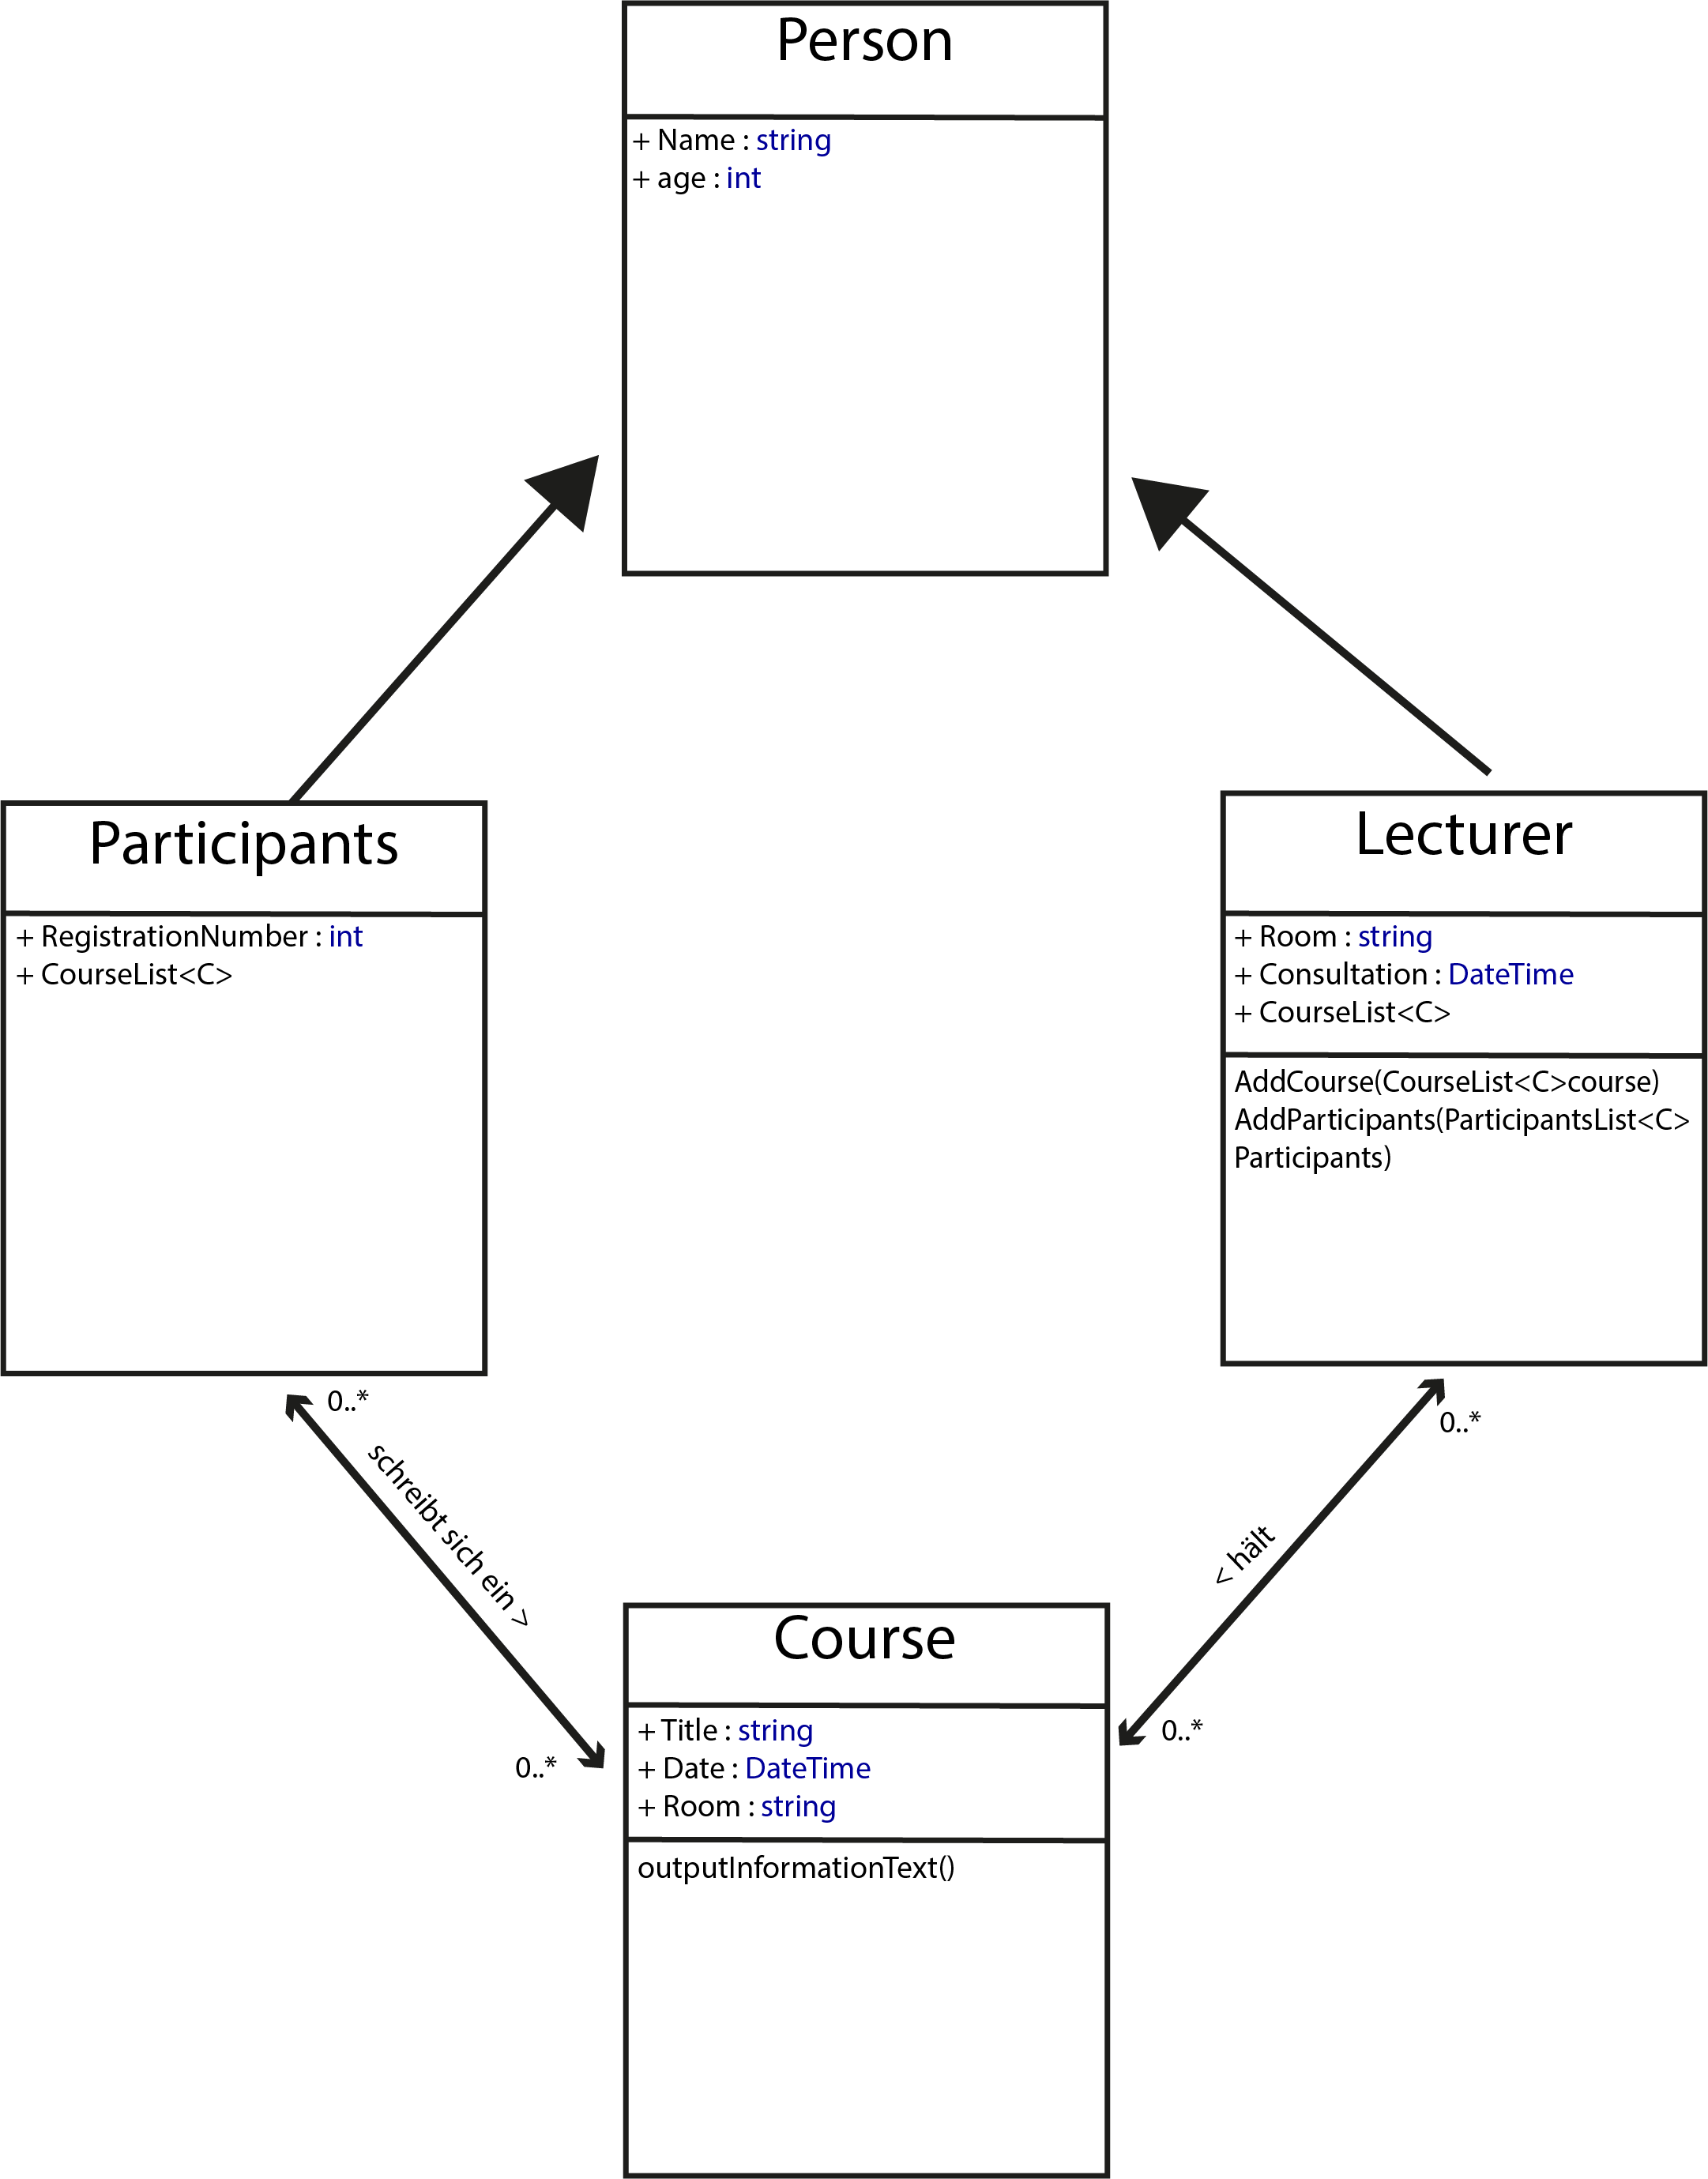 Person
+ Name : string
+ age : int
Participants
+ RegistrationNumber : int
+ CourseList<C>
Lecturer
+ Room : string
+ Consultation : DateTime
+ CourseList<C>
AddCourse(CourseList<C>course)
AddParticipants(ParticipantsList<C>
Participants)
0..*
schreibt sich ein >
0..*
0..*
< hält
0..*
Course
+ Title : string
+ Date : DateTime
+ Room : string
outputInformationText()